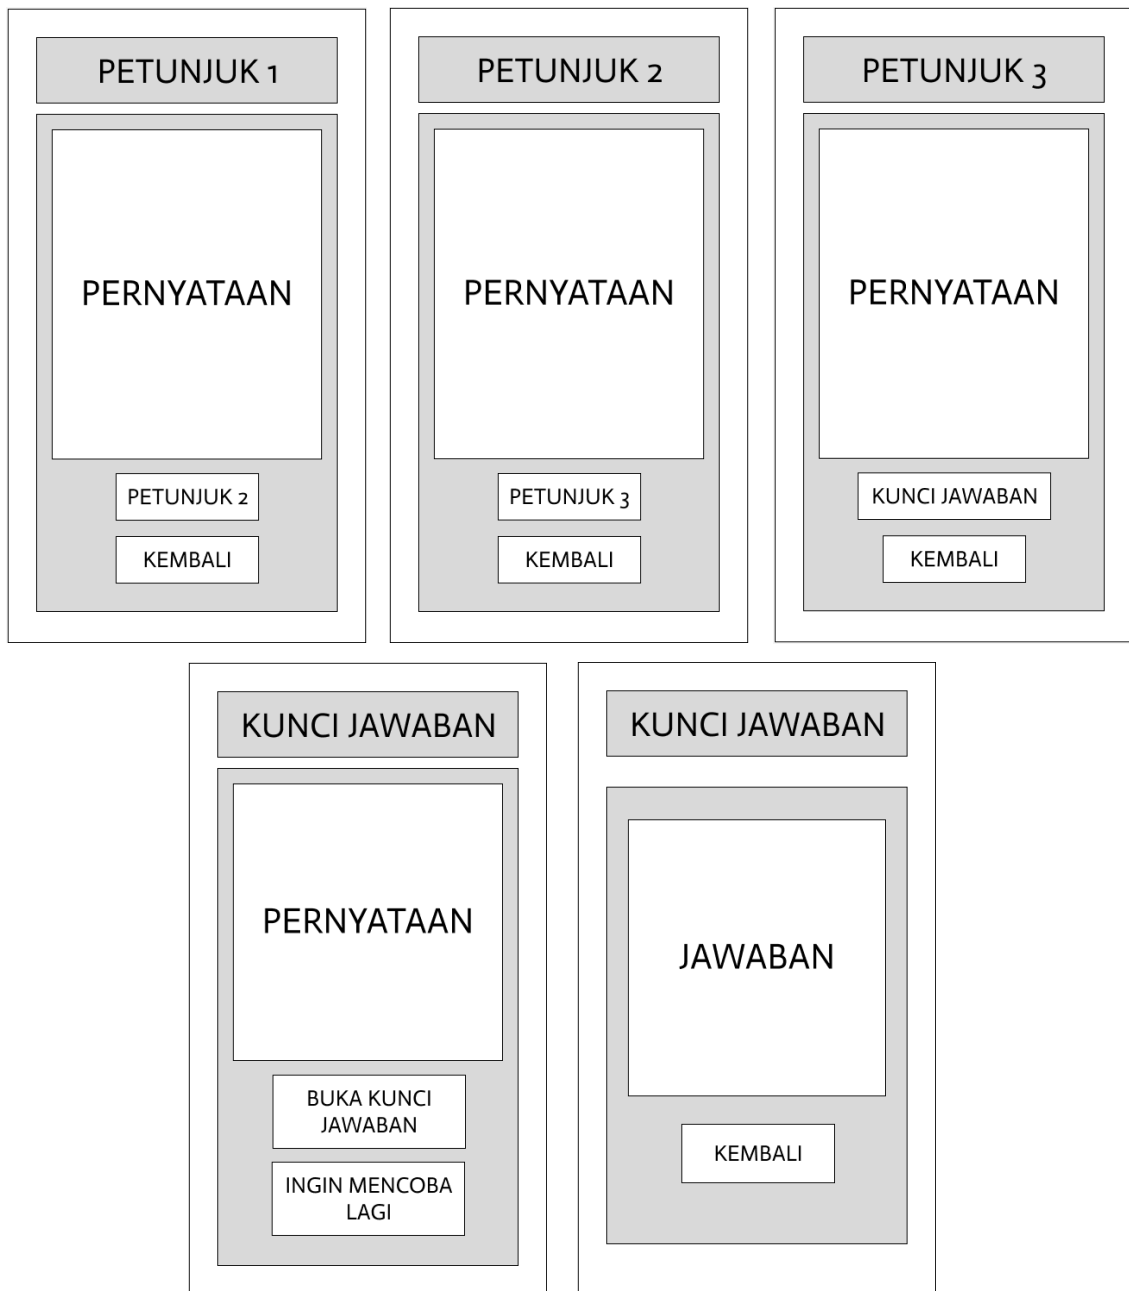 PETUNJUK 1
PERNYATAAN
PETUNJUK 2
KEMBALI
PETUNJUK 2
PERNYATAAN
PETUNJUK 3
KEMBALI
PETUNJUK 3
PERNYATAAN
KUNCI JAWABAN
KEMBALI
KUNCI JAWABAN
PERNYATAAN
BUKA KUNCI
JAWABAN
INGIN MENCOBA
LAGI
KUNCI JAWABAN
JAWABAN
KEMBALI